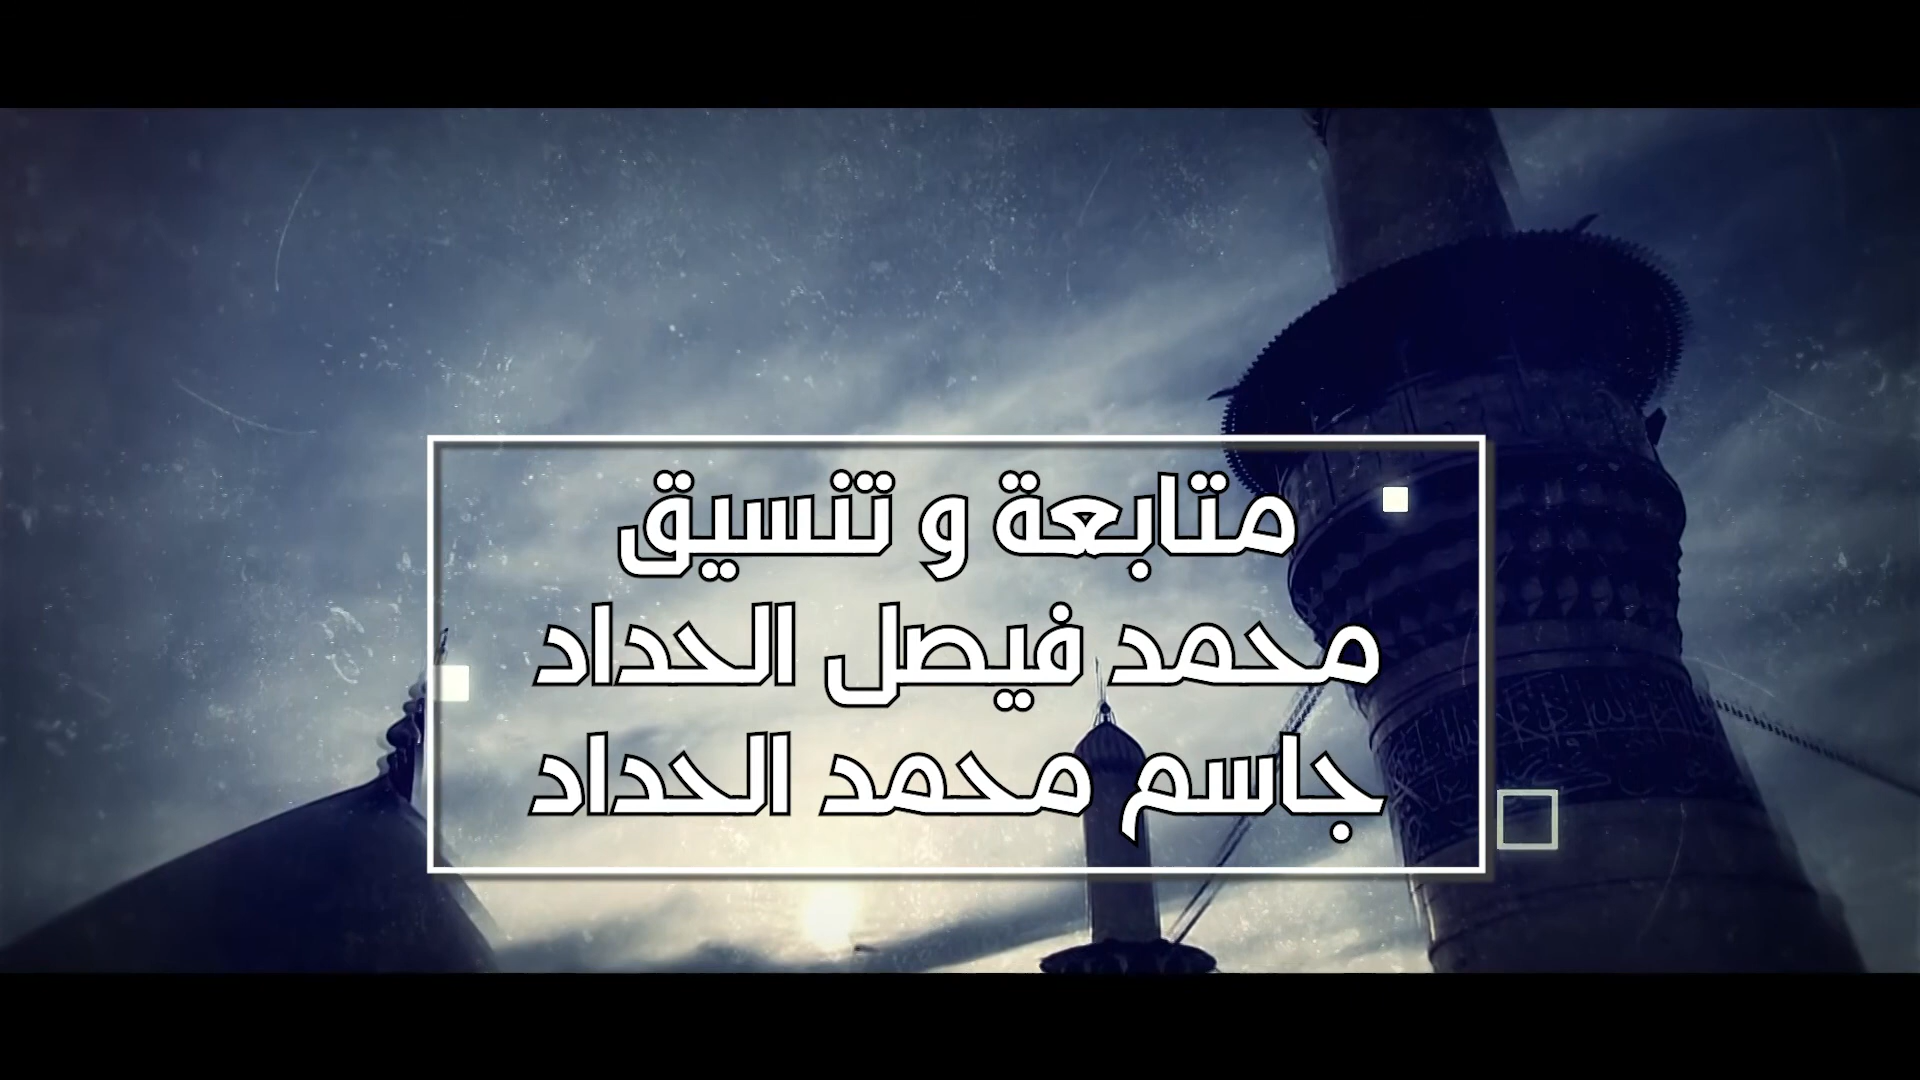 متابعة و تنسيق
محمد فيصل الحداد
جاسم محمد الحداد